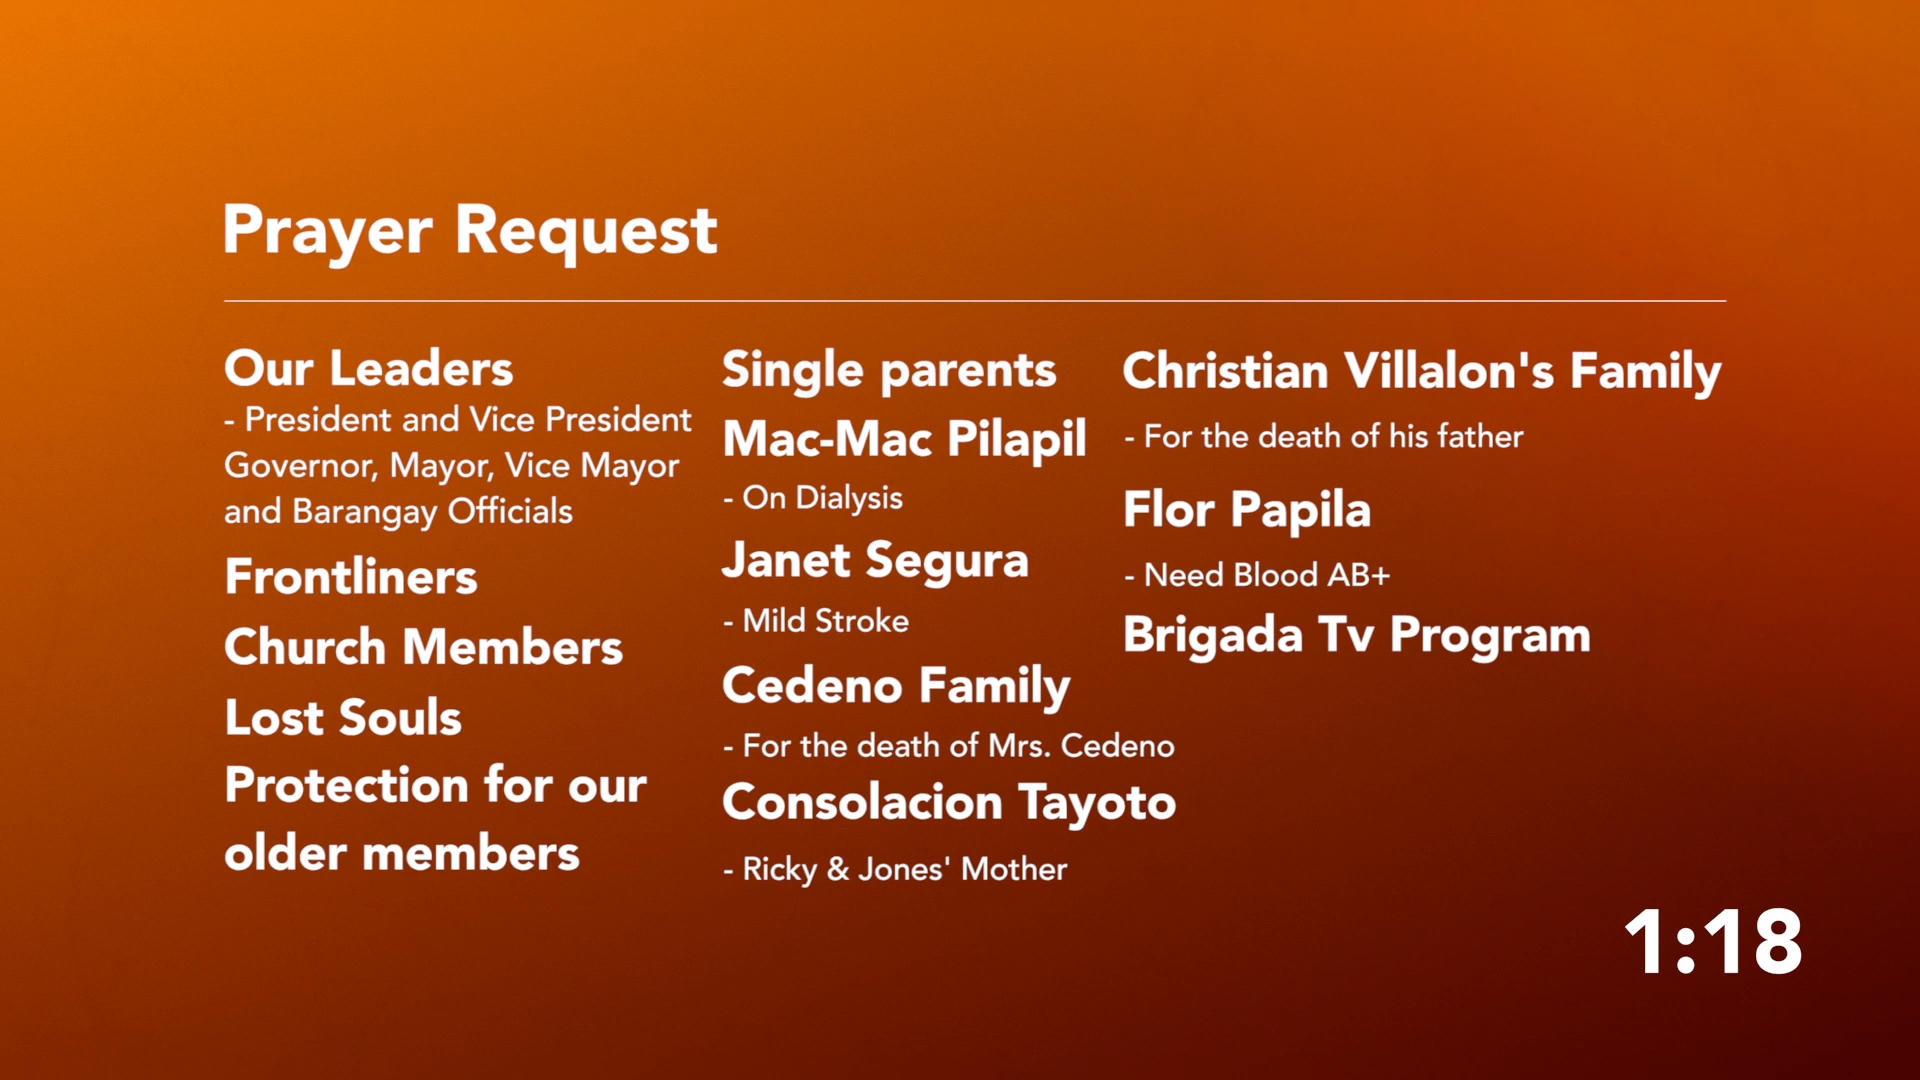 Prayer Request
Our Leaders
- President and Vice President
Governor, Mayor, Vice Mayor
and Barangay Officials
Frontliners
Church Members
Lost Souls
Protection for our
older members
Single parents
Mac-Mac Pilapil
- On Dialysis
Janet Segura
- Mild Stroke
Cedeno Family
- For the death of Mrs. Cedeno
Consolacion Tayoto
- Ricky & Jones' Mother
Christian Villalon's Family
- For the death of his father
Flor Papila
- Need Blood AB+
Brigada Tv Program
1:18